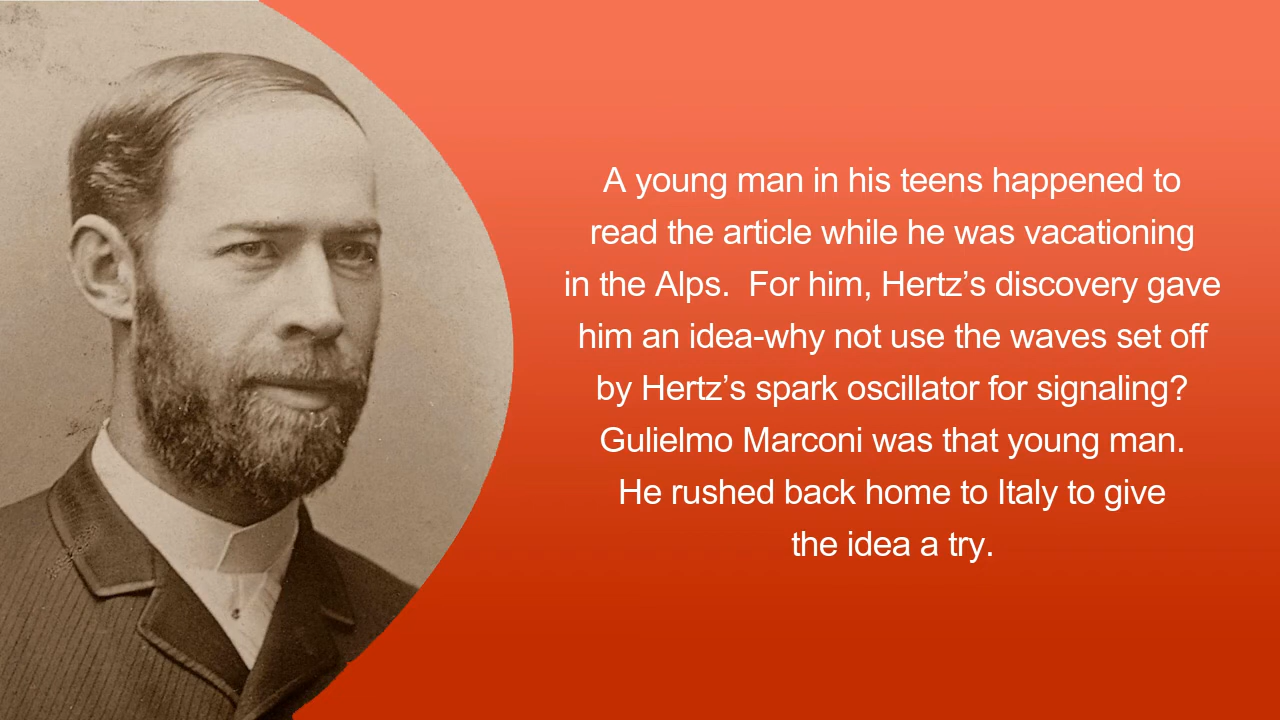 A young man in his teens happened to
read the article while he was vacationing
in the Alps.  For him, Hertz’s discovery gave
him an idea-why not use the waves set off
by Hertz’s spark oscillator for signaling?
Gulielmo Marconi was that young man.
He rushed back home to Italy to give
the idea a try.